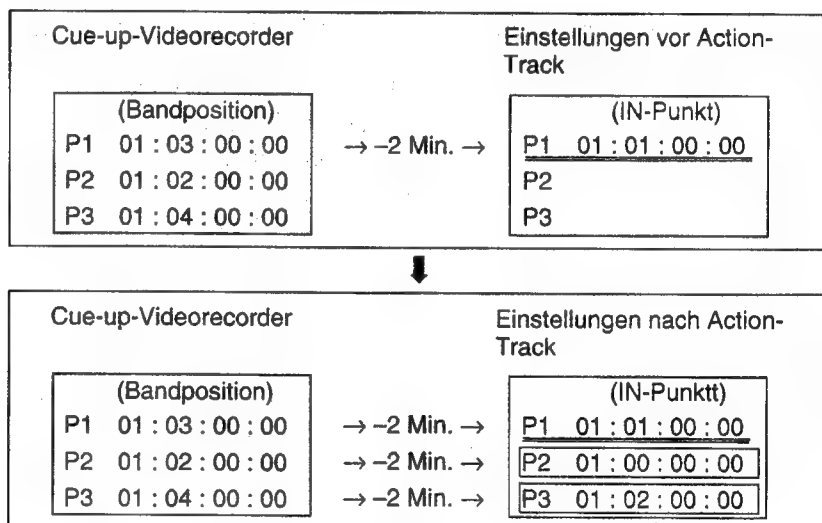 Cue-up-Videorecorder
Einstellungen vor Action-
Track
(Bandposition)
P1 01 : 03 : 00 : 00
P2 01 : 02 : 00 : 00
P3 01 : 04 : 00 : 00
→ –2 Min. →
(IN-Punkt)
P1 01 : 01 : 00 : 00
P2
P3
Cue-up-Videorecorder
Einstellungen nach Action-
Track
(Bandposition)
P1 01 : 03 : 00 : 00
P2 01 : 02 : 00 : 00
P3 01 : 04 : 00 : 00
→ –2 Min. →
→ –2 Min. →
→ –2 Min. →
(IN-Punktt)
P1 01 : 01 : 00 : 00
P2 01 : 00 : 00 : 00
P3 01 : 02 : 00 : 00